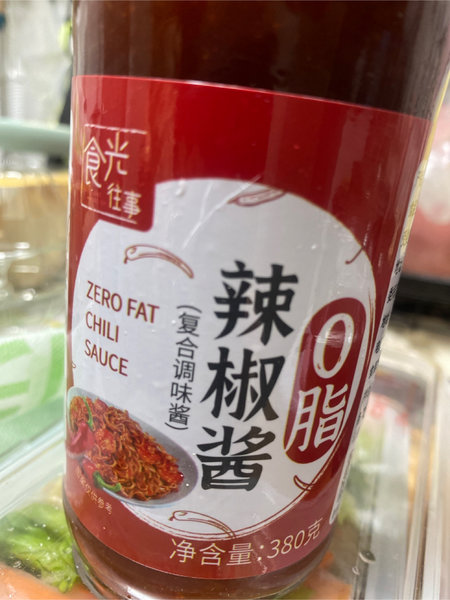 食光
往事
ZERO FAT
CHILI
SAUCE
(复合调味酱)
辣椒酱
0脂
净含量:380克